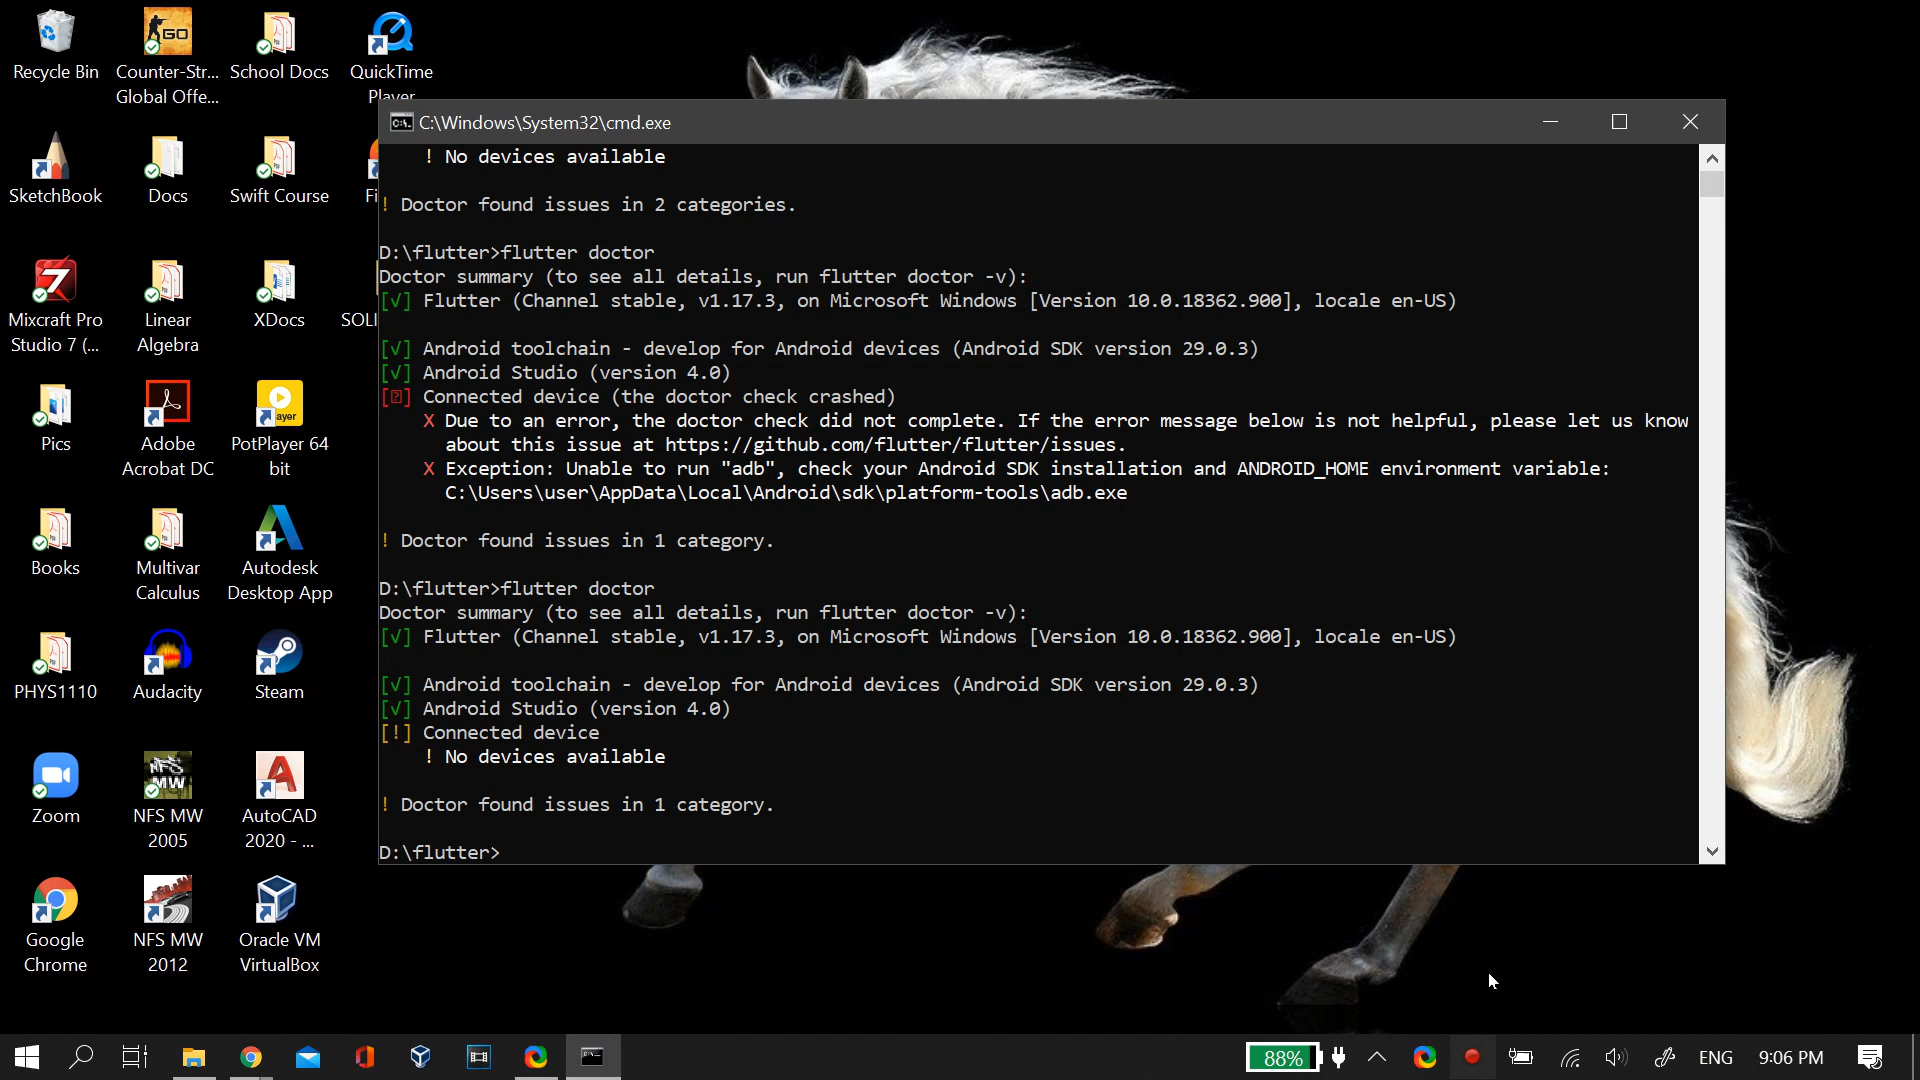 Recycle Bin
Counter-Str...
Global Offe...
School Docs
QuickTime
Player
SketchBook
Docs
Swift Course
Fi
Mixcraft Pro
Studio 7 (...
Linear
Algebra
XDocs
SOLI
Pics
Adobe
Acrobat DC
PotPlayer 64
bit
Books
Multivar
Calculus
Autodesk
Desktop App
PHYS1110
Audacity
Steam
Zoom
NFS MW
2005
AutoCAD
2020 - ...
Google
Chrome
NFS MW
2012
Oracle VM
VirtualBox
GO
ayer
NFS
MW
C:\Windows\System32\cmd.exe
! No devices available
! Doctor found issues in 2 categories.
D:\flutter>flutter doctor
Doctor summary (to see all details, run flutter doctor -v):
[√] Flutter (Channel stable, v1.17.3, on Microsoft Windows [Version 10.0.18362.900], locale en-US)
[√] Android toolchain - develop for Android devices (Android SDK version 29.0.3)
[√] Android Studio (version 4.0)
[⍰] Connected device (the doctor check crashed)
X Due to an error, the doctor check did not complete. If the error message below is not helpful, please let us know
about this issue at https://github.com/flutter/flutter/issues.
X Exception: Unable to run "adb", check your Android SDK installation and ANDROID_HOME environment variable:
C:\Users\user\AppData\Local\Android\sdk\platform-tools\adb.exe
! Doctor found issues in 1 category.
D:\flutter>flutter doctor
Doctor summary (to see all details, run flutter doctor -v):
[√] Flutter (Channel stable, v1.17.3, on Microsoft Windows [Version 10.0.18362.900], locale en-US)
[√] Android toolchain - develop for Android devices (Android SDK version 29.0.3)
[√] Android Studio (version 4.0)
[!] Connected device
! No devices available
! Doctor found issues in 1 category.
D:\flutter>
88%
ENG
9:06 PM